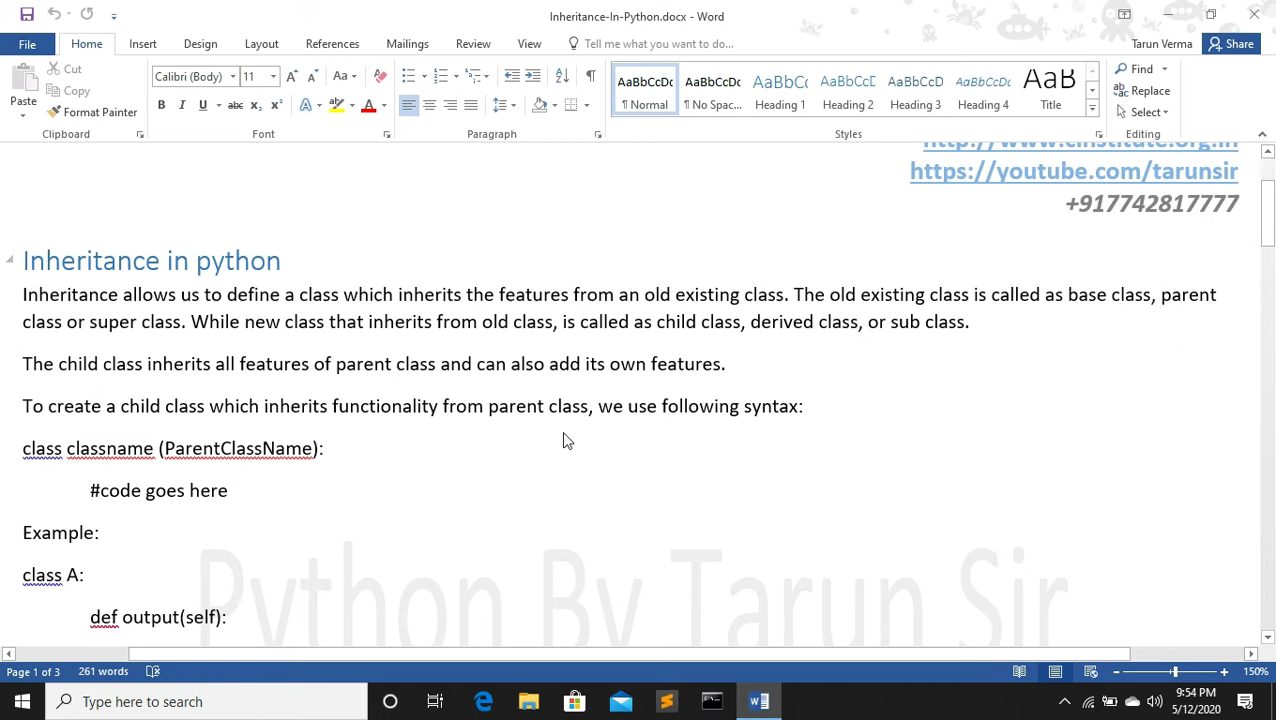 Inheritance-In-Python.docx - Word
File Home Insert Design Layout References Mailings Review View Tell me what you want to do... Tarun Verma Share
Paste
Cut
Copy
Format Painter
Clipboard
Calibri (Body) 11
Font
Paragraph
AaBbCcDc AaBbCcDc AaBbCc AaBbCcD AaBbCcDc AaBbCcDc AaB
¶ Normal ¶ No Spac... Heading 1 Heading 2 Heading 3 Heading 4 Title
Styles
Find
Replace
Select
Editing
http://www.cinstitute.org.in
https://youtube.com/tarunsir
+917742817777
Inheritance in python
Inheritance allows us to define a class which inherits the features from an old existing class. The old existing class is called as base class, parent
class or super class. While new class that inherits from old class, is called as child class, derived class, or sub class.
The child class inherits all features of parent class and can also add its own features.
To create a child class which inherits functionality from parent class, we use following syntax:
class classname (ParentClassName):
#code goes here
Example:
class A:
def output(self):
Python By Tarun Sir
Page 1 of 3 261 words 150%
Type here to search
9:54 PM
5/12/2020